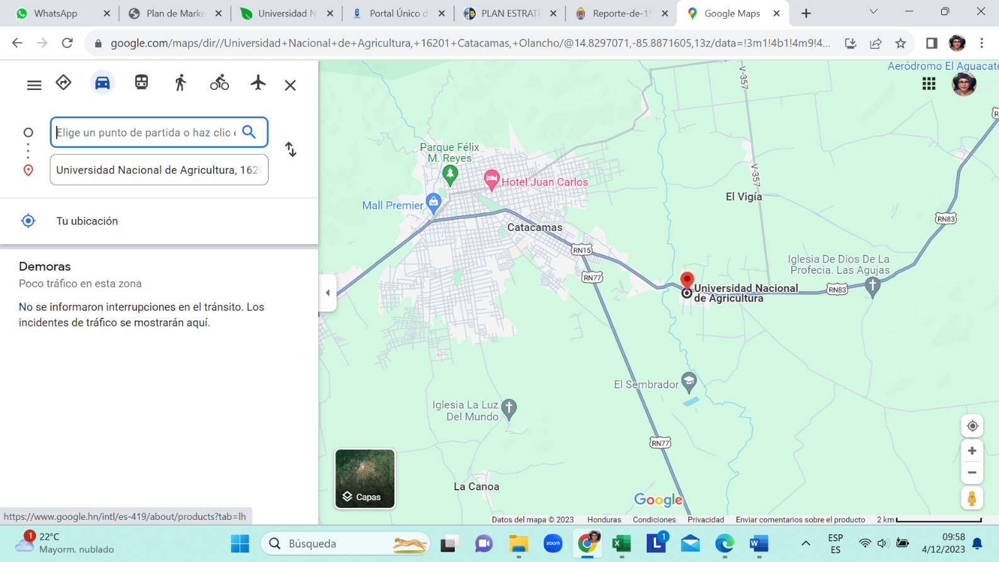 WhatsApp
Plan de Marke
Universidad N
Portal Único d
PLAN ESTRATE
Reporte-de-15
Google Maps
google.com/maps/dir//Universidad+Nacional+de+Agricultura,+16201+Catacamas,+Olancho/@14.8297071,-85.8871605,13z/data=!3m1!4b1!4m9!4...
Elige un punto de partida o haz clic e
Universidad Nacional de Agricultura, 1620
Tu ubicación
Demoras
Poco tráfico en esta zona
No se informaron interrupciones en el tránsito. Los
incidentes de tráfico se mostrarán aquí.
https://www.google.hn/intl/es-419/about/products?tab=lh
Aeródromo El Aguacate
V-357
Parque Félix
M. Reyes
Hotel Juan Carlos
Mall Premier
Catacamas
El Vigía
V-357
RN83
RN15
RN77
Iglesia De Dios De La
Profecia. Las Agujas
RN83
Universidad Nacional
de Agricultura
El Sembrador
Iglesia La Luz
Del Mundo
RN77
La Canoa
Capas
Google
Datos del mapa © 2023
Honduras
Condiciones
Privacidad
Enviar comentarios sobre el producto
2 km
1
22°C
Mayorm. nublado
Búsqueda
zoom
L
1
ESP
ES
09:58
4/12/2023